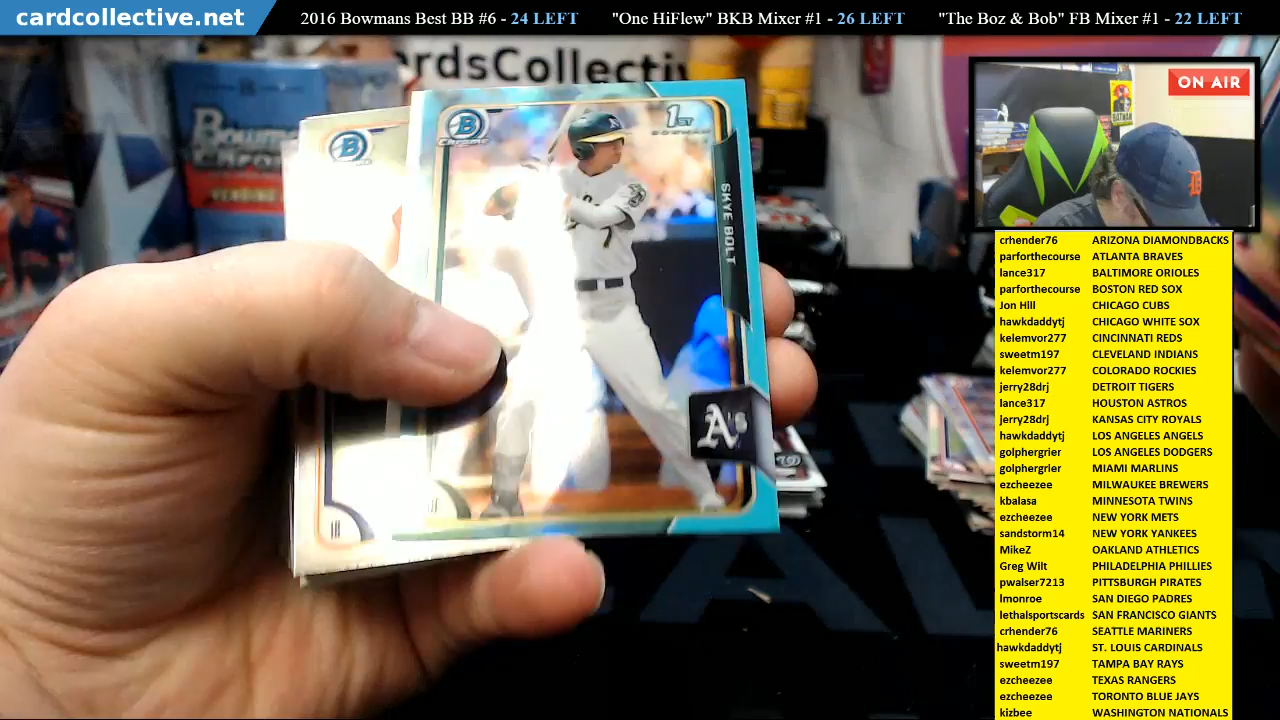 cardcollective.net
2016 Bowmans Best BB #6 - 24 LEFT
"One HiFlew" BKB Mixer #1 - 26 LEFT
"The Boz & Bob" FB Mixer #1 - 22 LEFT
ardsCollectiv
ON AIR
B
Chrome
1ST
BOWMAN
SKYE BOLT
7
A's
B
crhender76 ARIZONA DIAMONDBACKS
parforthecourse ATLANTA BRAVES
lance317 BALTIMORE ORIOLES
parforthecourse BOSTON RED SOX
Jon Hill CHICAGO CUBS
hawkdaddytj CHICAGO WHITE SOX
kelemvor277 CINCINNATI REDS
sweetm197 CLEVELAND INDIANS
kelemvor277 COLORADO ROCKIES
jerry28drj DETROIT TIGERS
lance317 HOUSTON ASTROS
jerry28drj KANSAS CITY ROYALS
hawkdaddytj LOS ANGELES ANGELS
golphergrier LOS ANGELES DODGERS
golphergrier MIAMI MARLINS
ezcheezee MILWAUKEE BREWERS
kbalasa MINNESOTA TWINS
ezcheezee NEW YORK METS
sandstorm14 NEW YORK YANKEES
MikeZ OAKLAND ATHLETICS
Greg Wilt PHILADELPHIA PHILLIES
pwalser7213 PITTSBURGH PIRATES
lmonroe SAN DIEGO PADRES
lethalsportscards SAN FRANCISCO GIANTS
crhender76 SEATTLE MARINERS
hawkdaddytj ST. LOUIS CARDINALS
sweetm197 TAMPA BAY RAYS
ezcheezee TEXAS RANGERS
ezcheezee TORONTO BLUE JAYS
kizbee WASHINGTON NATIONALS